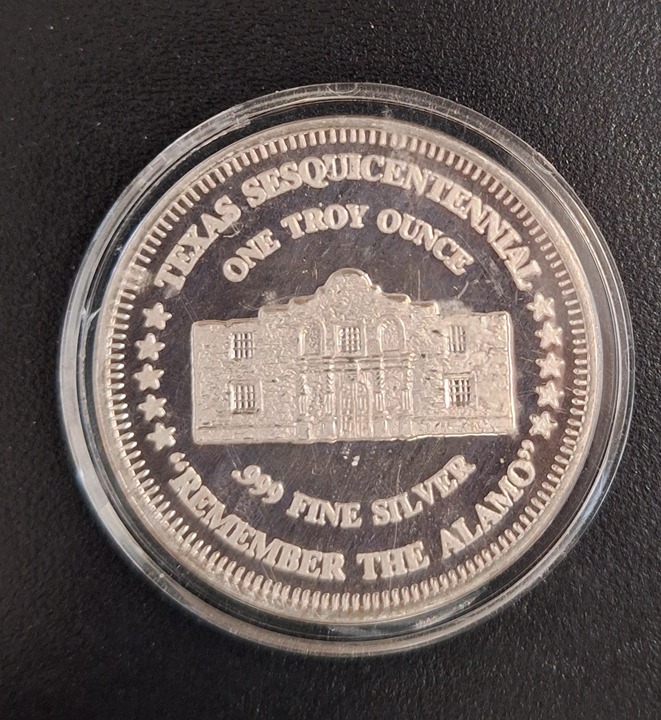 TEXAS SESQUICENTENNIAL
ONE TROY OUNCE
.999 FINE SILVER
"REMEMBER THE ALAMO"